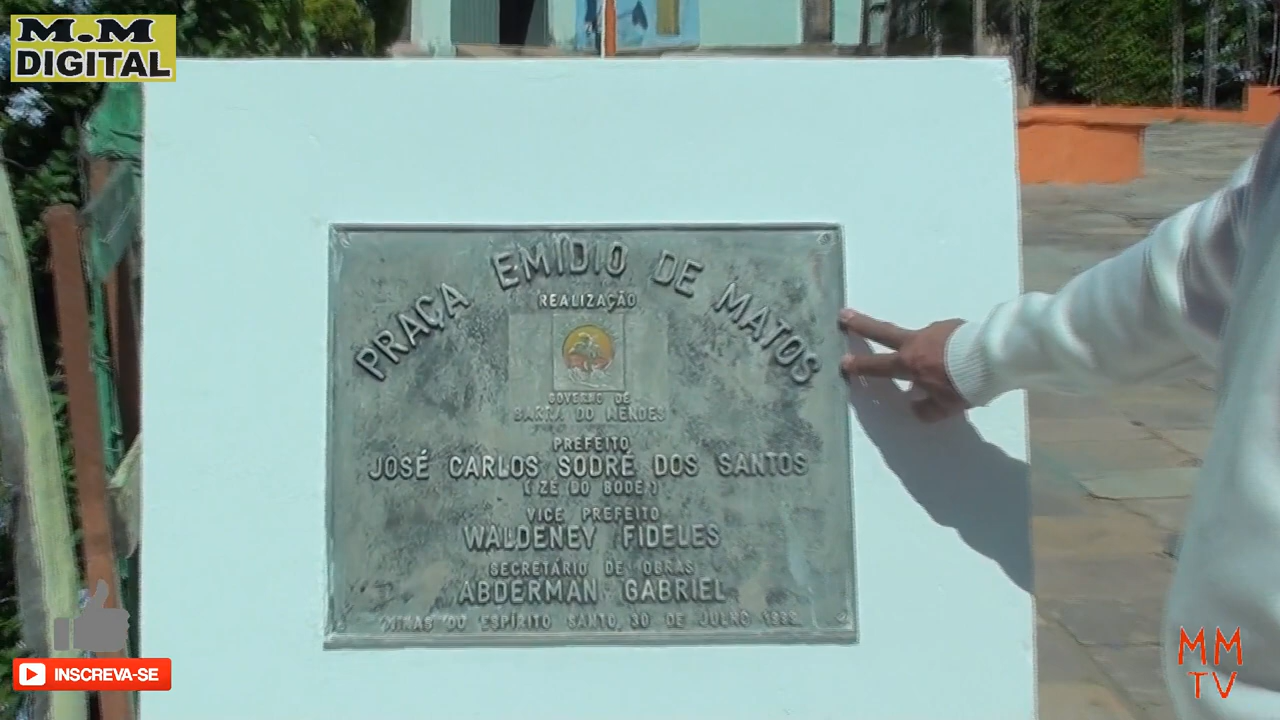 M.M
DIGITAL
PRAÇA EMÍDIO DE MATOS
REALIZAÇÃO
GOVERNO DE
BARRA DO MENDES
PREFEITO
JOSÉ CARLOS SODRÉ DOS SANTOS
(ZÉ DO BODE)
VICE PREFEITO
WALDENEY FIDELES
SECRETÁRIO DE OBRAS
ABDERMAN GABRIEL
MINAS DO ESPÍRITO SANTO, 30 DE JULHO
INSCREVA-SE
MM
TV